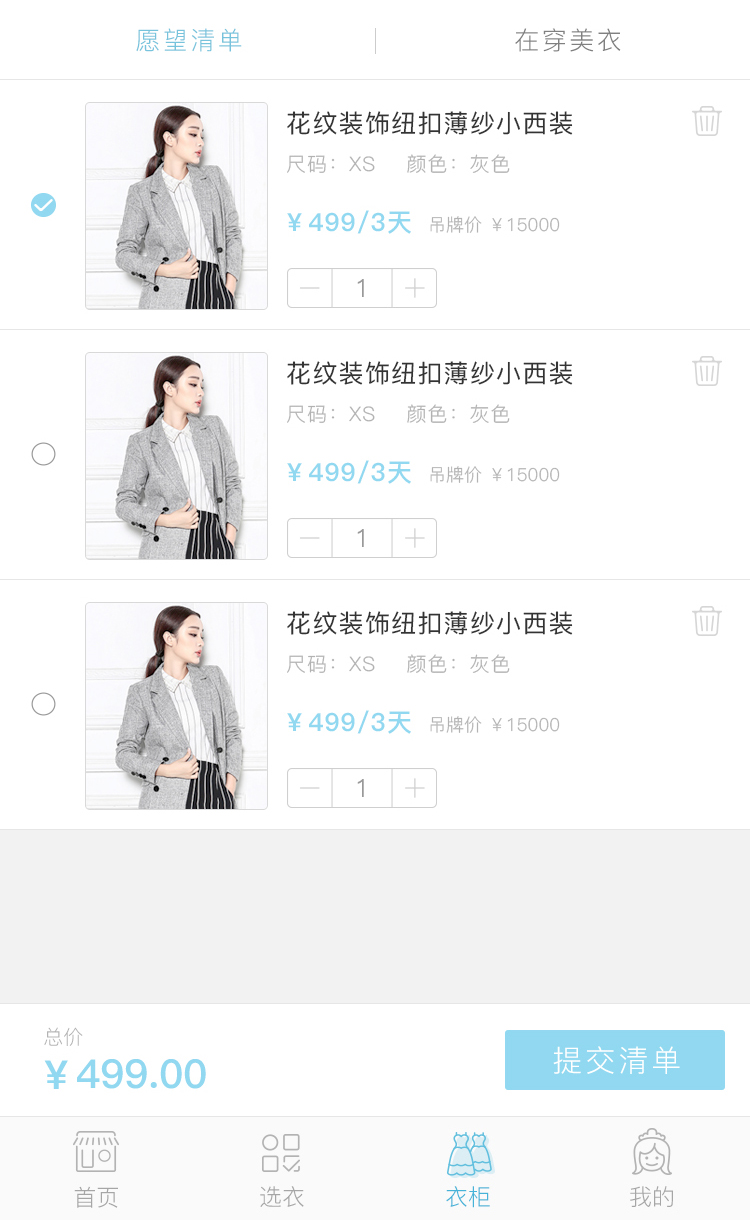 愿望清单 在穿美衣
花纹装饰纽扣薄纱小西装
尺码：XS 颜色：灰色
¥499/3天 吊牌价 ¥15000
1
花纹装饰纽扣薄纱小西装
尺码：XS 颜色：灰色
¥499/3天 吊牌价 ¥15000
1
花纹装饰纽扣薄纱小西装
尺码：XS 颜色：灰色
¥499/3天 吊牌价 ¥15000
1
总价
¥499.00
提交清单
首页 选衣 衣柜 我的